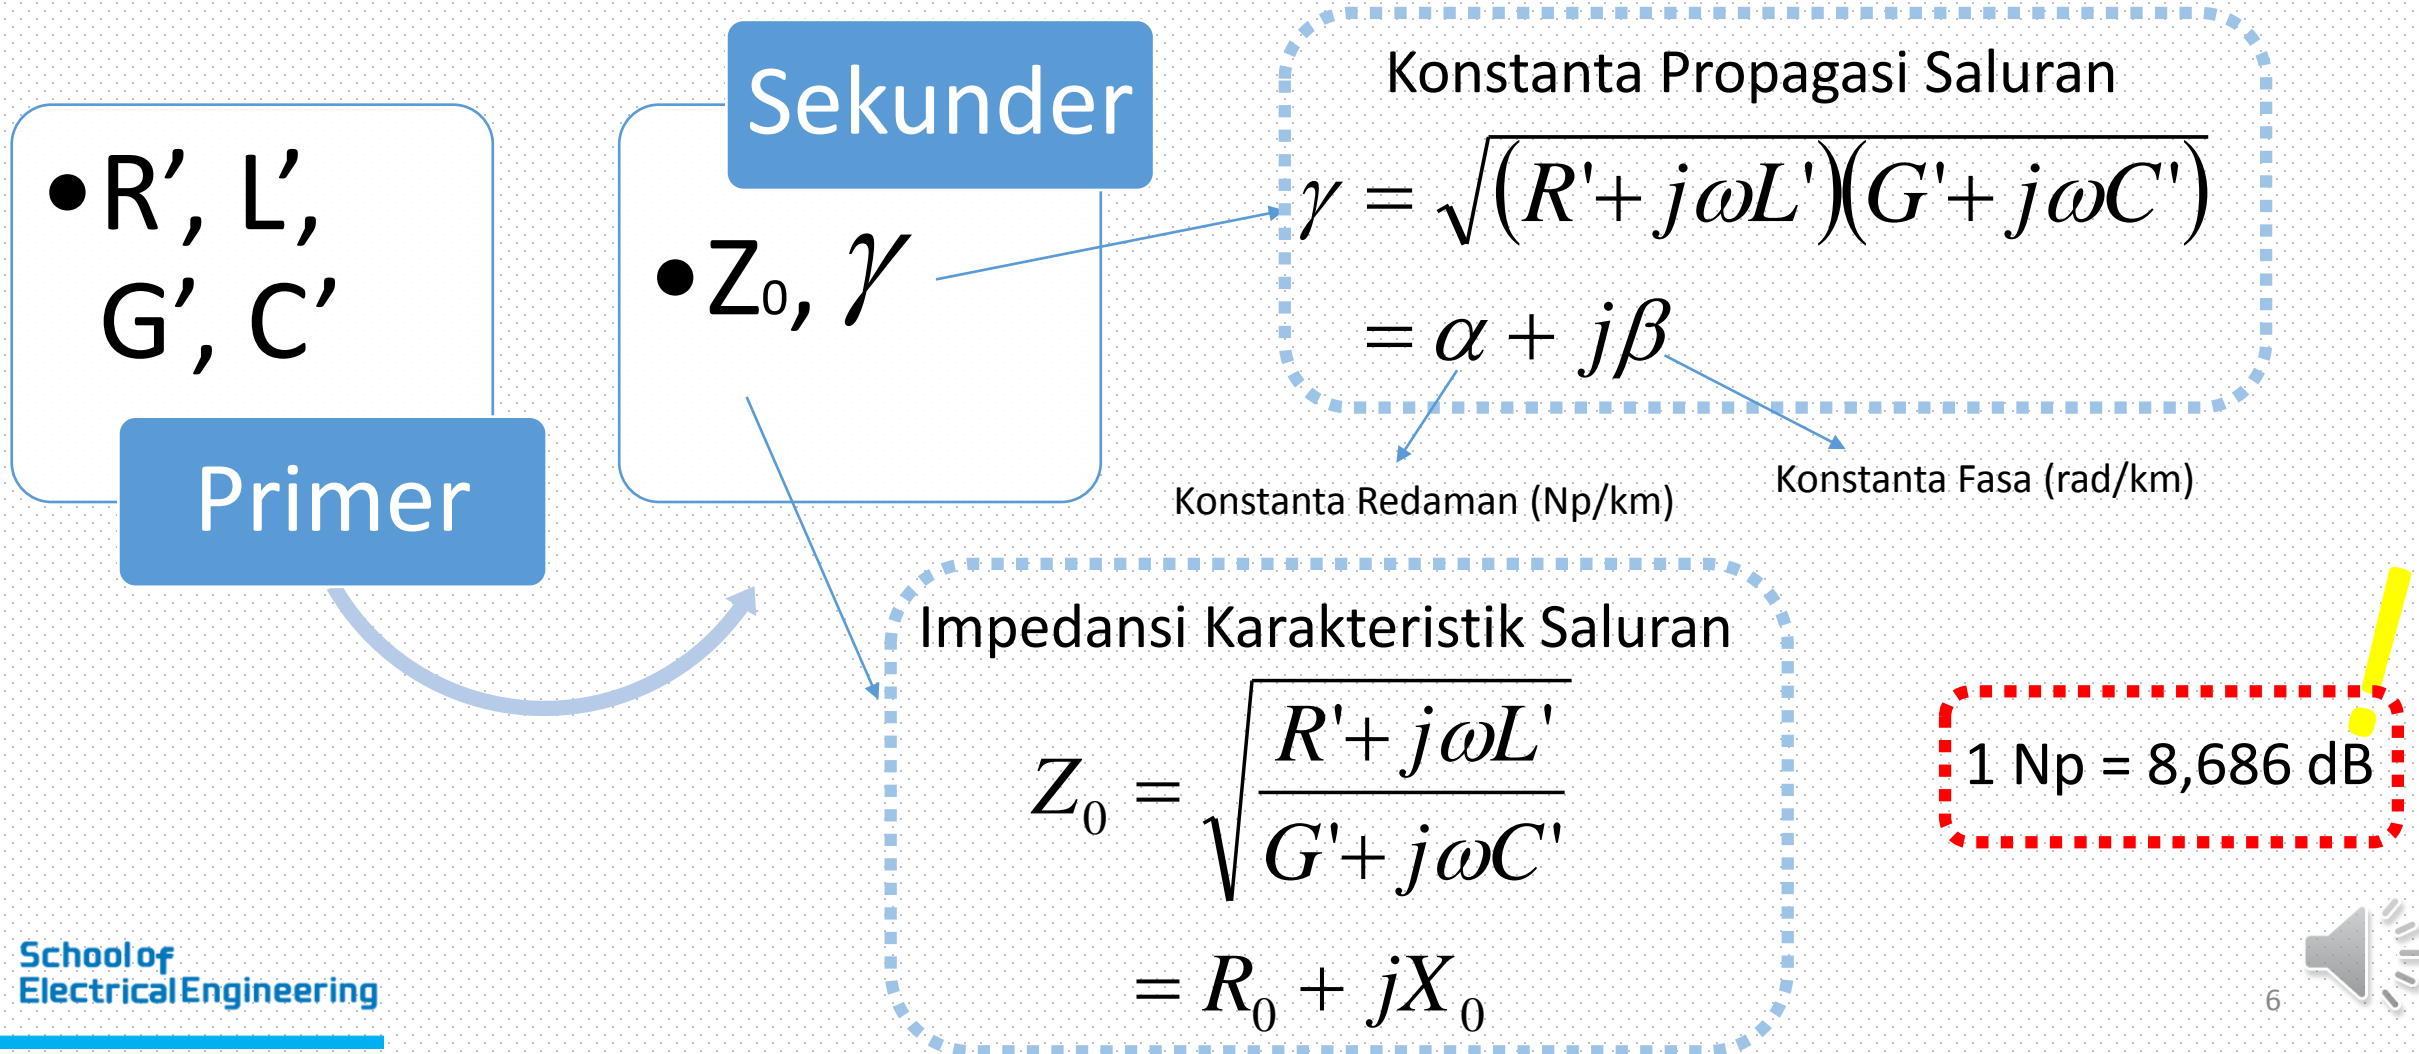 •R’, L’,
G’, C’
Primer
Sekunder
•Z₀, γ
Konstanta Propagasi Saluran
γ = √(R'+ jωL')(G'+ jωC')
= α + jβ
Konstanta Redaman (Np/km)
Konstanta Fasa (rad/km)
Impedansi Karakteristik Saluran
Z₀ = √((R'+ jωL')/(G'+ jωC'))
= R₀ + jX₀
!
1 Np = 8,686 dB
School of
Electrical Engineering
6